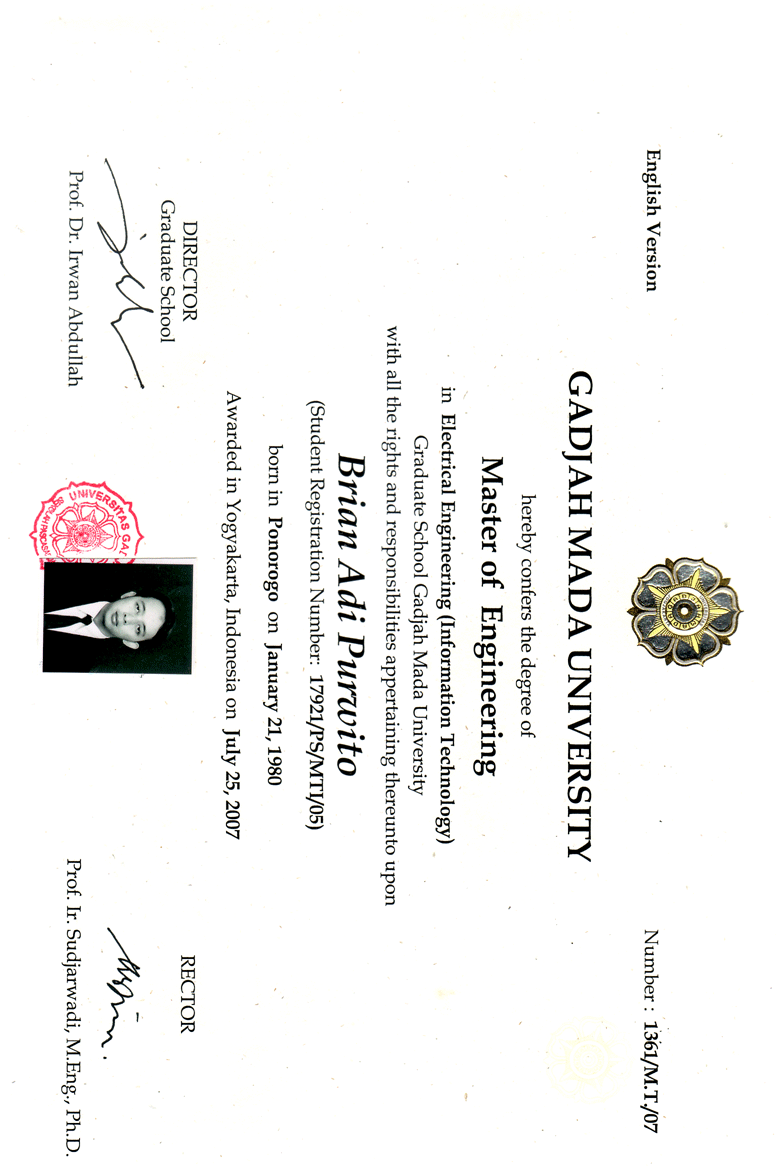 English Version
Number : 1361/M.T./07
GADJAH MADA UNIVERSITY
hereby confers the degree of
Master of Engineering
in Electrical Engineering (Information Technology)
Graduate School Gadjah Mada University
with all the rights and responsibilities appertaining thereunto upon
Brian Adi Purwito
(Student Registration Number: 17921/PS/MTI/05)
born in Ponorogo on January 21, 1980
Awarded in Yogyakarta, Indonesia on July 25, 2007
DIRECTOR
Graduate School
Prof. Dr. Irwan Abdullah
UNIVERSITAS GA
RECTOR
Prof. Ir. Sudjarwadi, M.Eng., Ph.D.